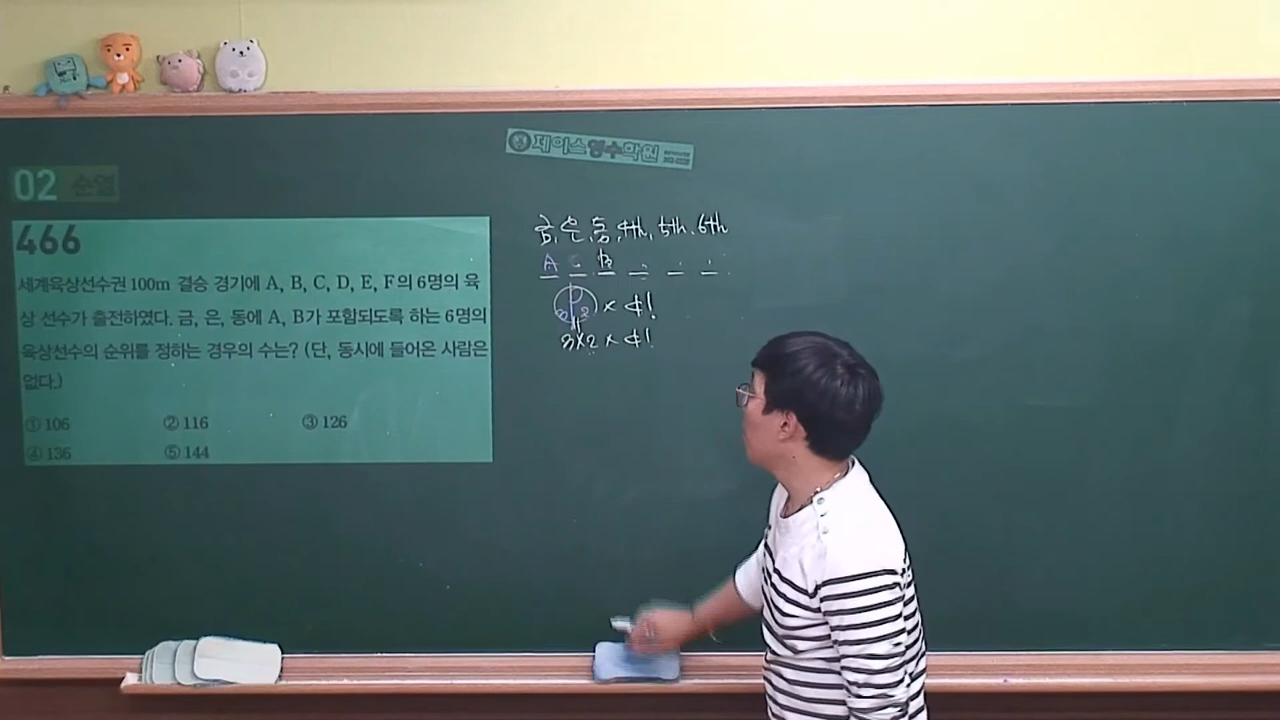 제이스영수학원
02 순열
466
세계육상선수권 100m 결승 경기에 A, B, C, D, E, F의 6명의 육
상 선수가 출전하였다. 금, 은, 동에 A, B가 포함되도록 하는 6명의
육상선수의 순위를 정하는 경우의 수는? (단, 동시에 들어온 사람은
없다.)
① 106 ② 116 ③ 126
④ 136 ⑤ 144
금, 은, 동, 4th, 5th, 6th
A B
3P2 × 4!
3×2 × 4!